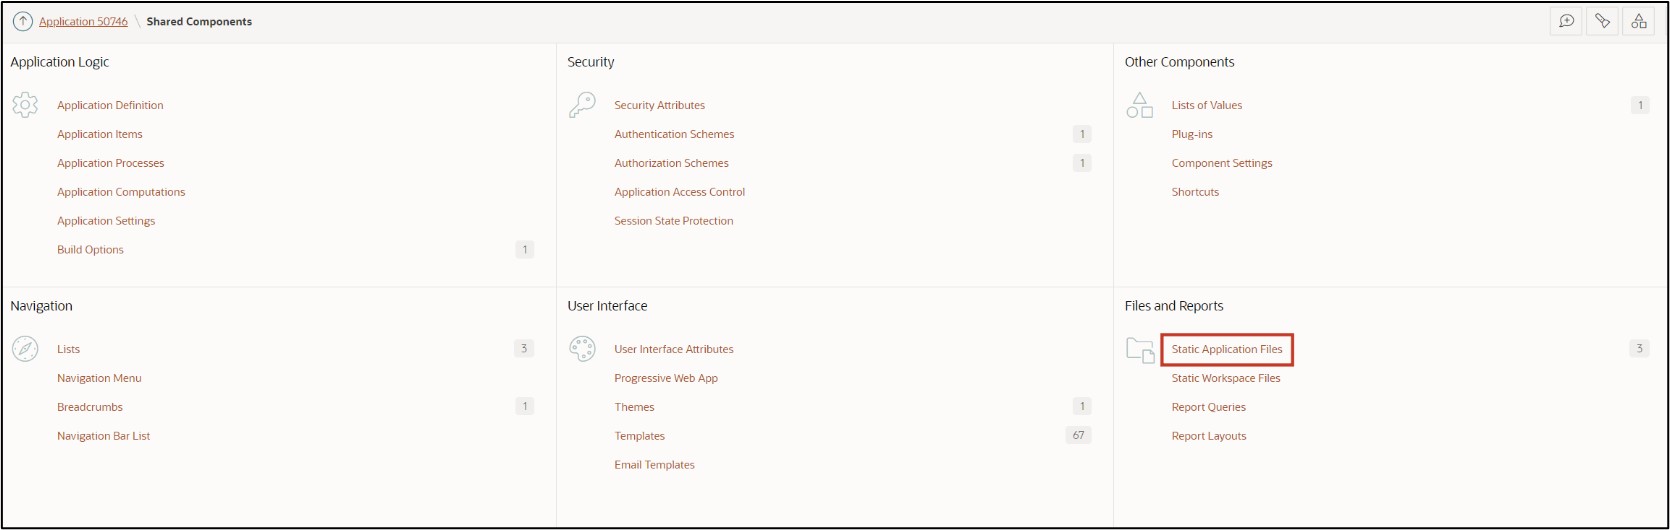 Application 50746 \ Shared Components
Application Logic
Application Definition
Application Items
Application Processes
Application Computations
Application Settings
Build Options 1
Security
Security Attributes
Authentication Schemes 1
Authorization Schemes 1
Application Access Control
Session State Protection
Other Components
Lists of Values 1
Plug-ins
Component Settings
Shortcuts
Navigation
Lists 3
Navigation Menu
Breadcrumbs 1
Navigation Bar List
User Interface
User Interface Attributes
Progressive Web App
Themes 1
Templates 67
Email Templates
Files and Reports
Static Application Files 3
Static Workspace Files
Report Queries
Report Layouts